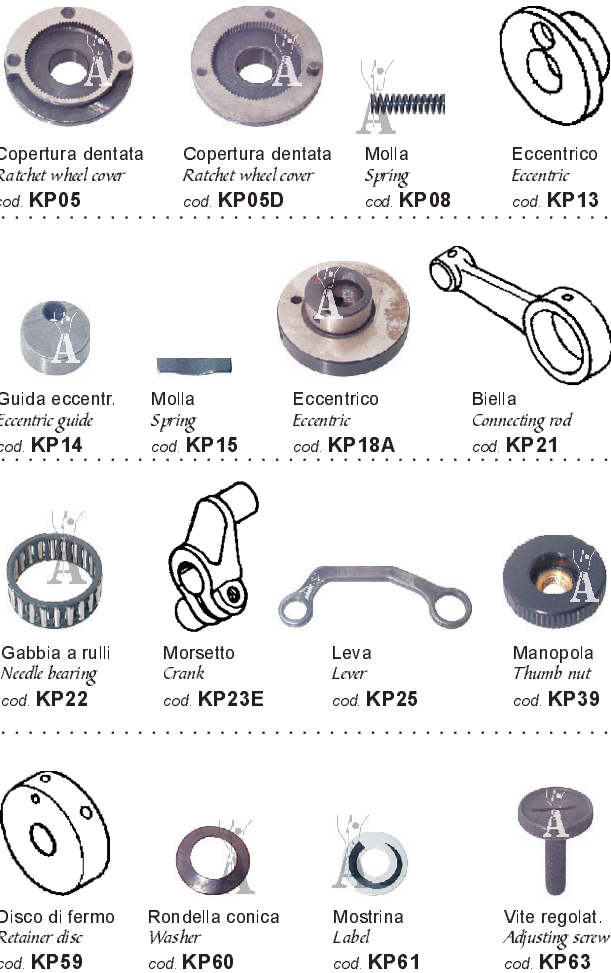 Copertura dentata
Ratchet wheel cover
cod. KP05
Copertura dentata
Ratchet wheel cover
cod. KP05D
Molla
Spring
cod. KP08
Eccentrico
Eccentric
cod. KP13
Guida eccentr.
Eccentric guide
cod. KP14
Molla
Spring
cod. KP15
Eccentrico
Eccentric
cod. KP18A
Biella
Connecting rod
cod. KP21
Gabbia a rulli
Needle bearing
cod. KP22
Morsetto
Crank
cod. KP23E
Leva
Lever
cod. KP25
Manopola
Thumb nut
cod. KP39
Disco di fermo
Retainer disc
cod. KP59
Rondella conica
Washer
cod. KP60
Mostrina
Label
cod. KP61
Vite regolat.
Adjusting screw
cod. KP63